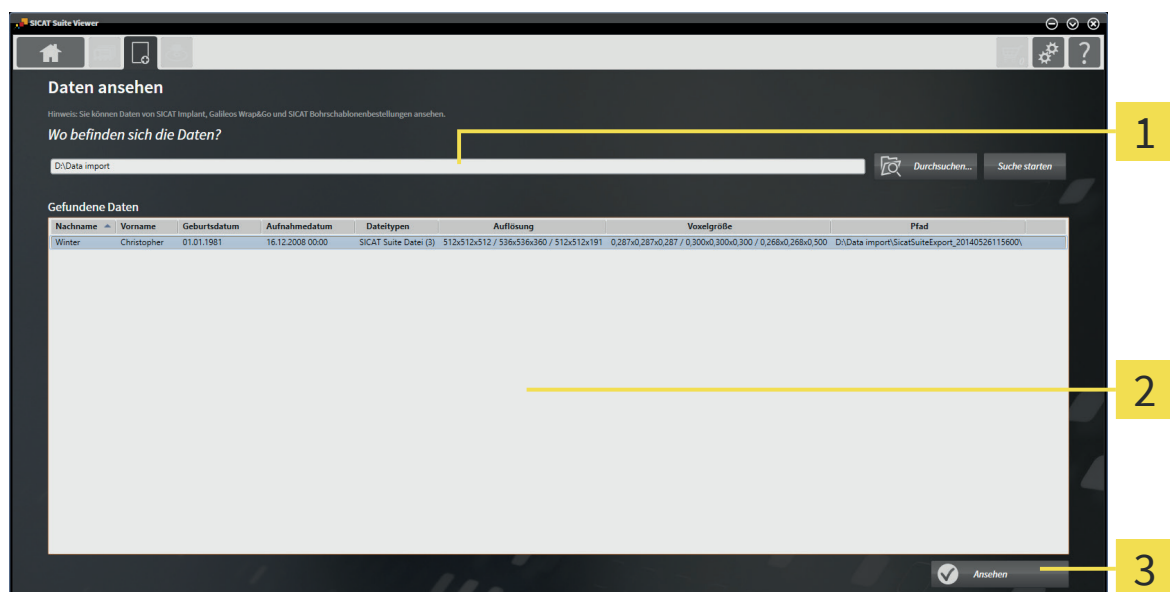 SICAT Suite Viewer
?
Daten ansehen
Hinweis: Sie können Daten von SICAT Implant, Galileos Wrap&Go und SICAT Bohrschablonenbestellungen ansehen.
Wo befinden sich die Daten?
1
D:\Data import
Durchsuchen...
Suche starten
Gefundene Daten
Nachname Vorname Geburtsdatum Aufnahmedatum Dateitypen Auflösung Voxelgröße Pfad
Winter Christopher 01.01.1981 16.12.2008 00:00 SICAT Suite Datei (3) 512x512x512 / 536x536x360 / 512x512x191 0,287x0,287x0,287 / 0,300x0,300x0,300 / 0,268x0,268x0,500 D:\Data import\SicatSuiteExport_20140526115600\
2
Ansehen
3